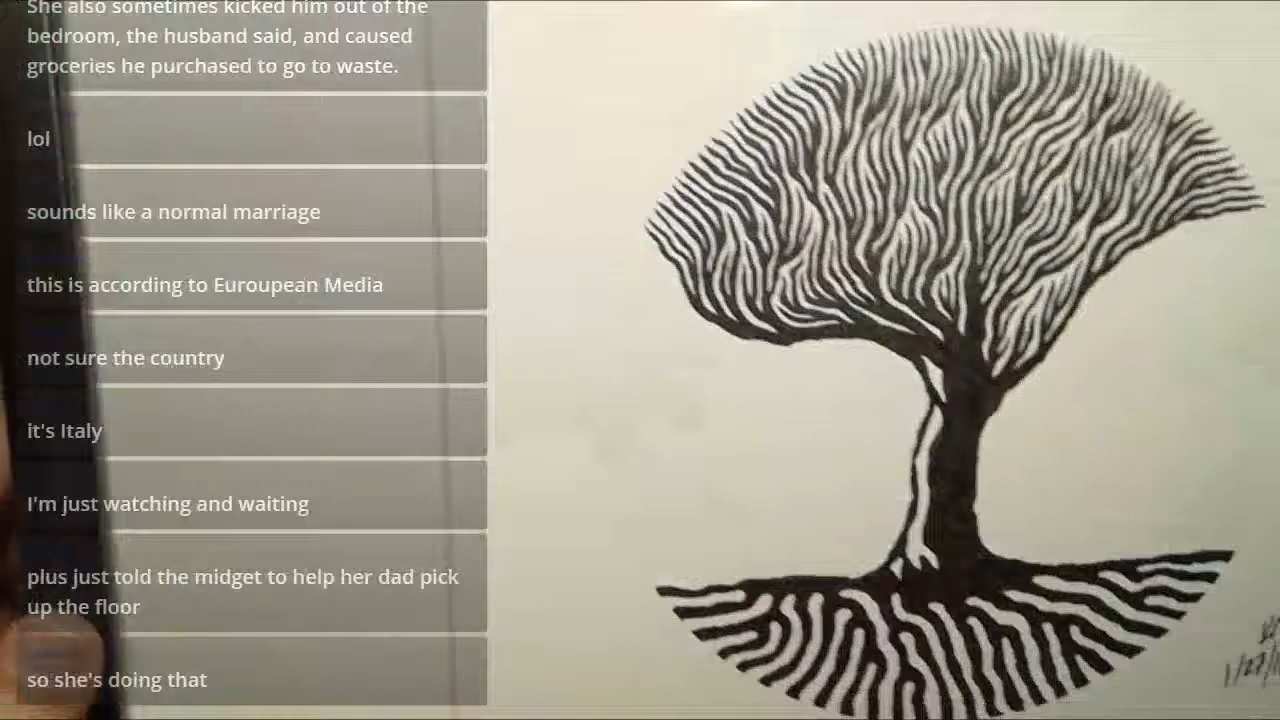 She also sometimes kicked him out of the
bedroom, the husband said, and caused
groceries he purchased to go to waste.
lol
sounds like a normal marriage
this is according to Euroupean Media
not sure the country
it's Italy
I'm just watching and waiting
plus just told the midget to help her dad pick
up the floor
so she's doing that